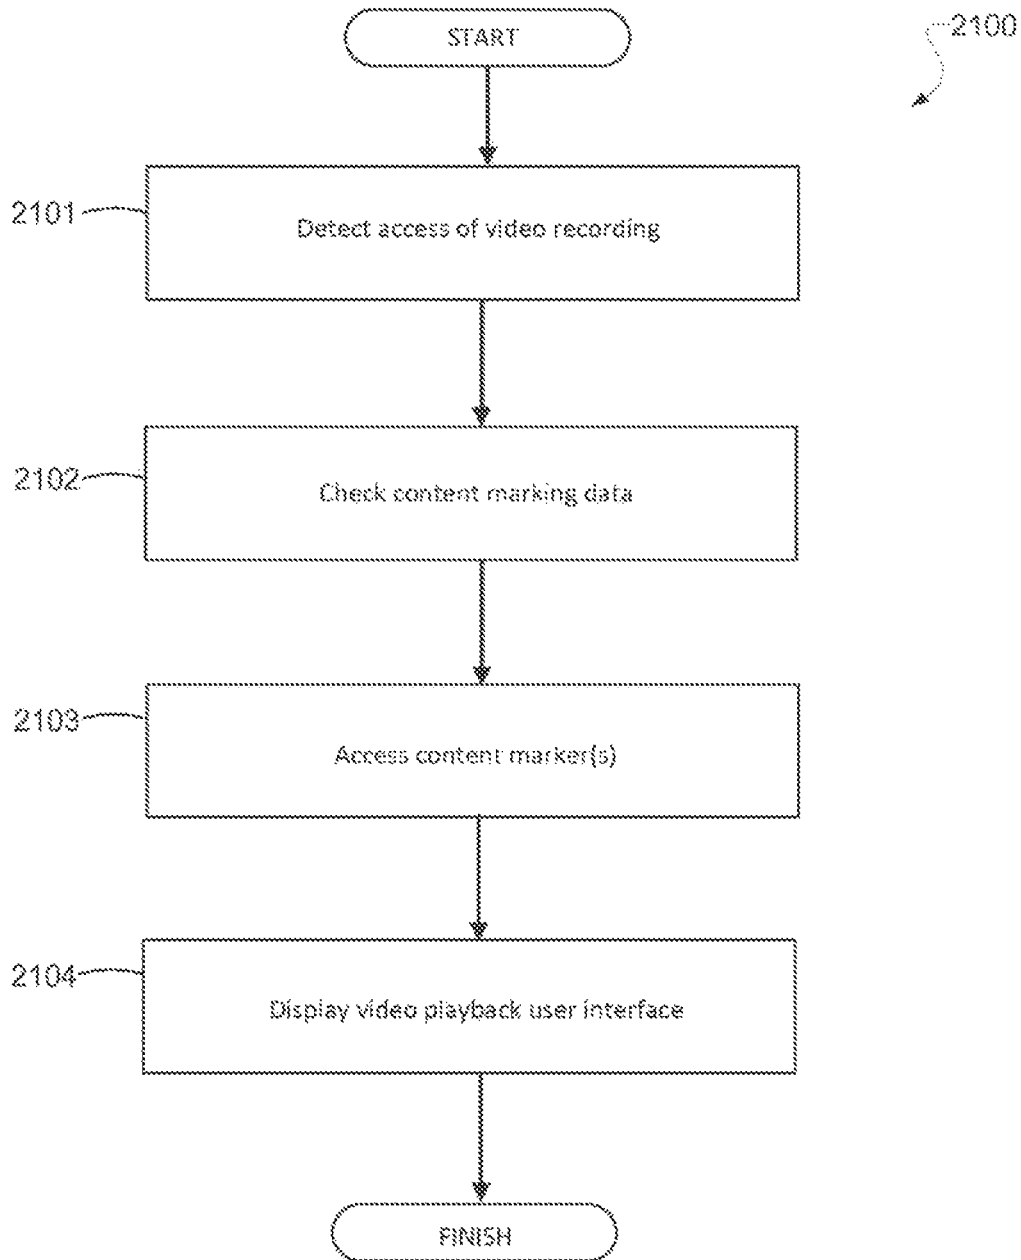 START
2100
2101
Detect access of video recording
2102
Check content marking data
2103
Access content marker(s)
2104
Display video playback user interface
FINISH